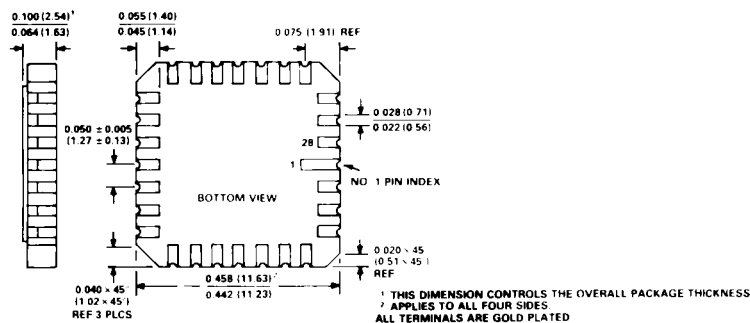 0.100 (2.54)¹
0.064 (1.63)
0.055 (1.40)
0.045 (1.14)
0.075 (1.91) REF
0.050 ± 0.005
(1.27 ± 0.13)
0.028 (0.71)
0.022 (0.56)
28
1
NO. 1 PIN INDEX
BOTTOM VIEW
0.020 × 45
(0.51 × 45 )
REF
0.040 × 45°
(1.02 × 45°)
REF 3 PLCS
0.458 (11.63)²
0.442 (11.23)
¹ THIS DIMENSION CONTROLS THE OVERALL PACKAGE THICKNESS
² APPLIES TO ALL FOUR SIDES.
ALL TERMINALS ARE GOLD PLATED